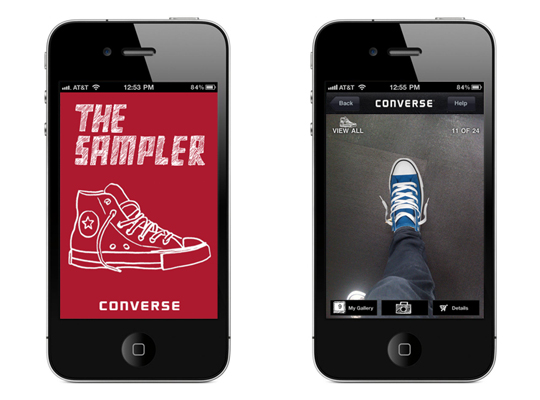 AT&T 12:53 PM 84%
THE
SAMPLER
CONVERSE
AT&T 12:55 PM 84%
Back CONVERSE Help
VIEW ALL 11 OF 24
My Gallery Details